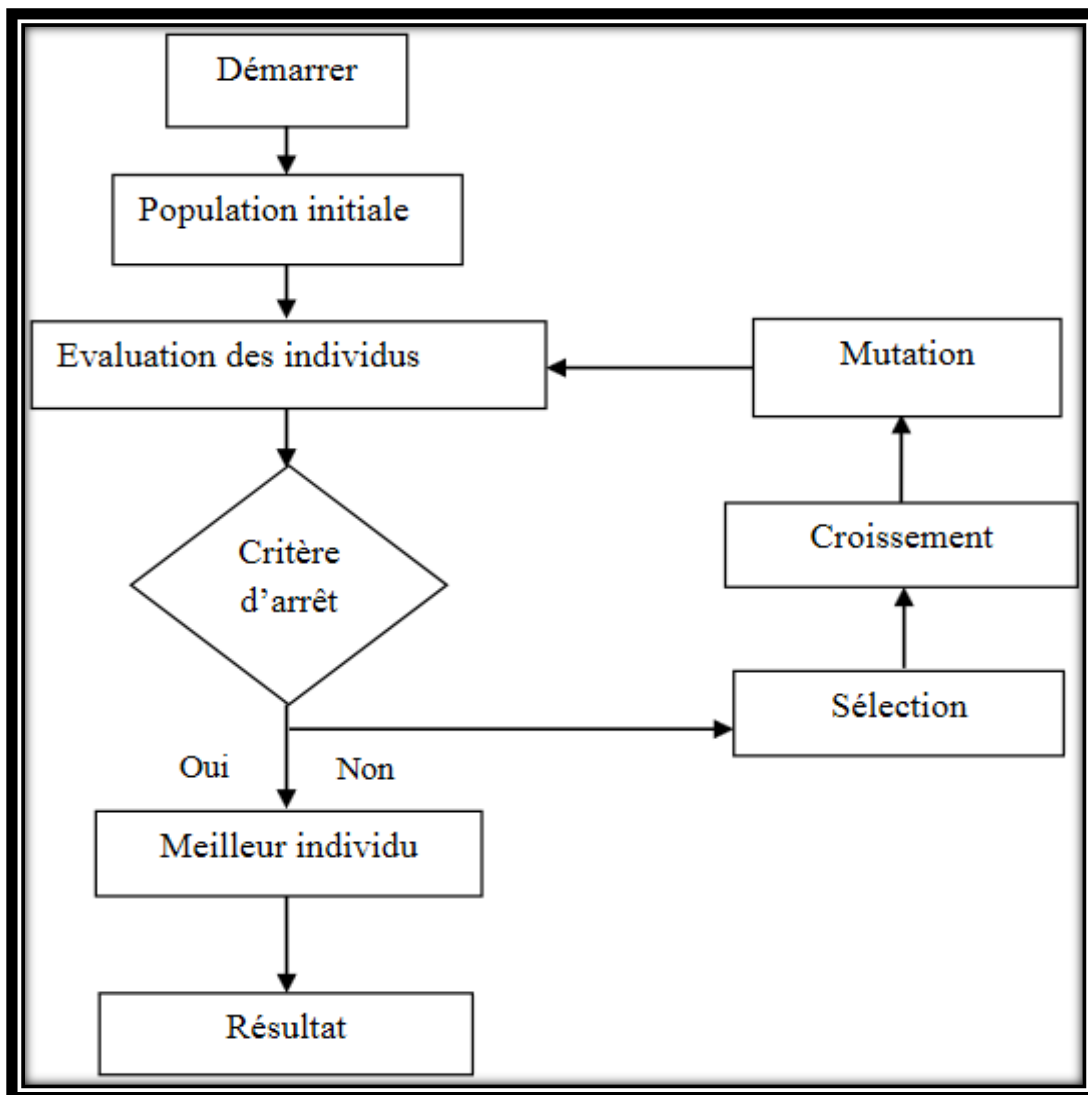 Démarrer
Population initiale
Evaluation des individus
Mutation
Critère
d’arrêt
Croissement
Sélection
Oui
Non
Meilleur individu
Résultat